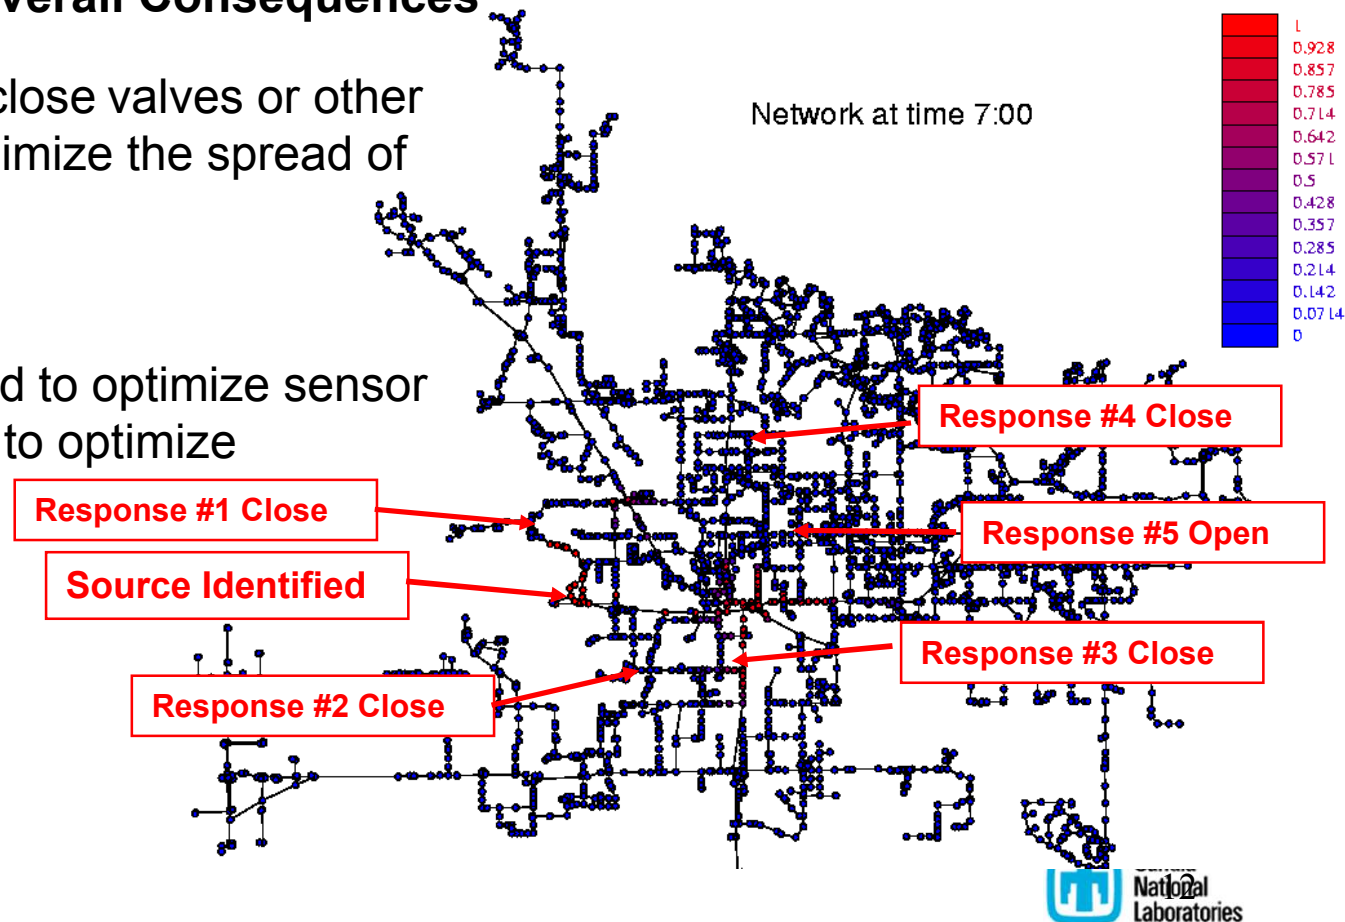 verall Consequences
close valves or other
imize the spread of
d to optimize sensor
to optimize
Network at time 7:00
1
0.928
0.857
0.785
0.714
0.642
0.571
0.5
0.428
0.357
0.285
0.214
0.142
0.0714
0
Response #4 Close
Response #1 Close
Response #5 Open
Source Identified
Response #3 Close
Response #2 Close
12
National
Laboratories